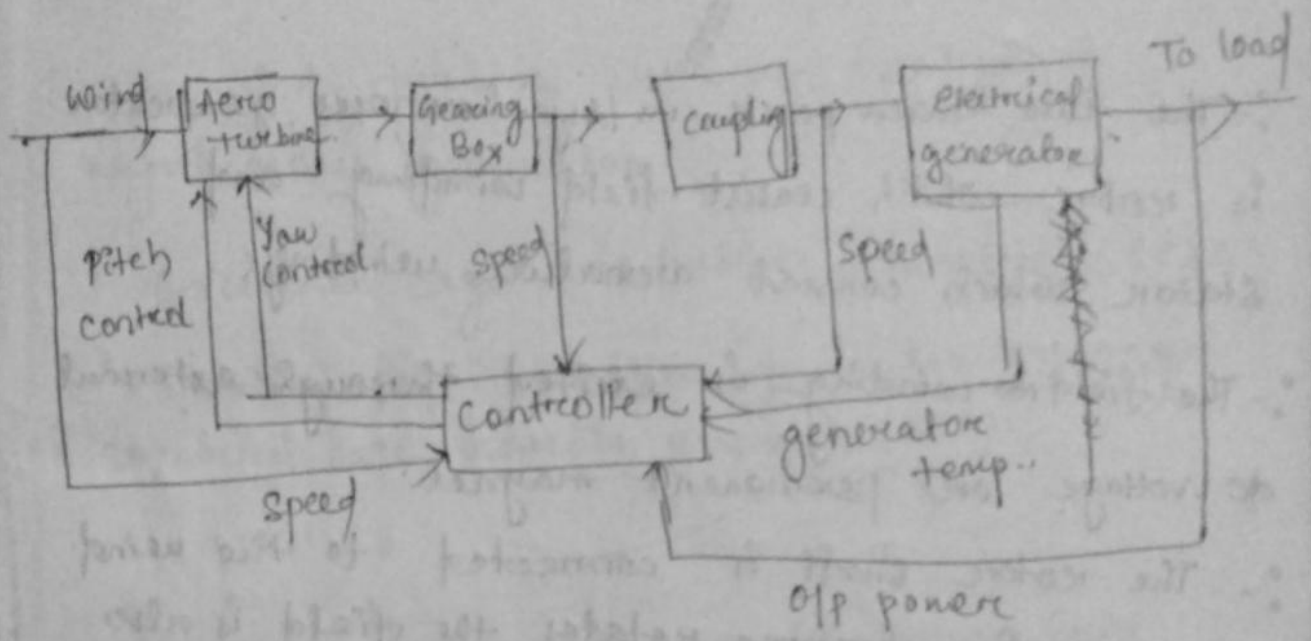 To load
wind
Aero
turbine
Gearing
Box
Coupling
electrical
generator
Pitch
control
Yaw
control
speed
speed
Controller
generator
temp..
speed
o/p power